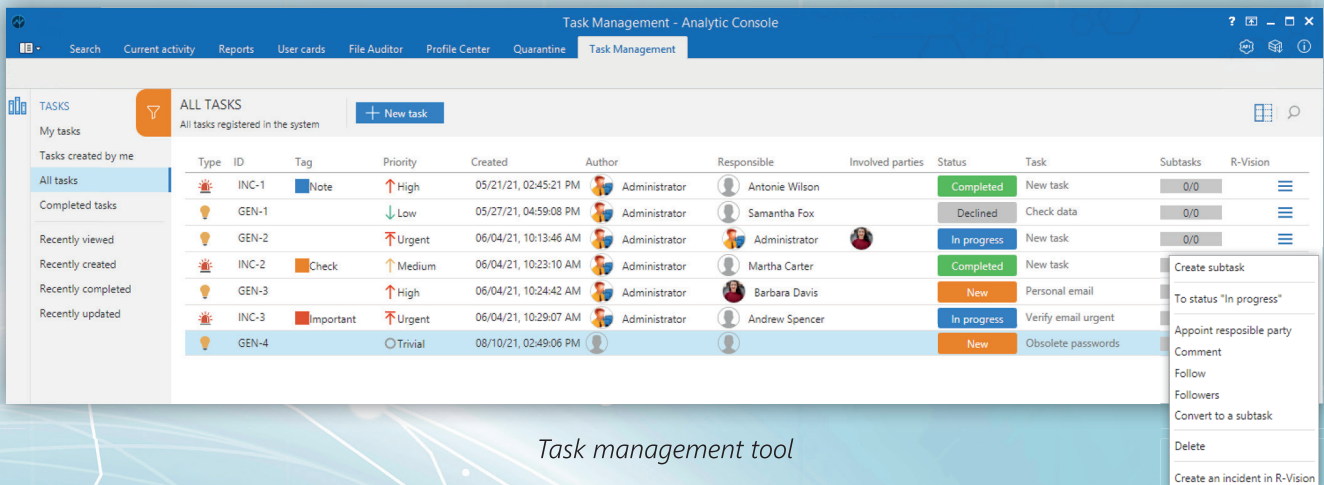 Task Management - Analytic Console
?
Search Current activity Reports User cards File Auditor Profile Center Quarantine Task Management
API
TASKS
My tasks
Tasks created by me
All tasks
Completed tasks
Recently viewed
Recently created
Recently completed
Recently updated
ALL TASKS
All tasks registered in the system
+ New task
Type ID Tag Priority Created Author Responsible Involved parties Status Task Subtasks R-Vision
INC-1 Note High 05/21/21, 02:45:21 PM Administrator Antonie Wilson Completed New task 0/0
GEN-1 Low 05/27/21, 04:59:08 PM Administrator Samantha Fox Declined Check data 0/0
GEN-2 Urgent 06/04/21, 10:13:46 AM Administrator Administrator In progress New task 0/0
INC-2 Check Medium 06/04/21, 10:23:10 AM Administrator Martha Carter Completed New task
GEN-3 High 06/04/21, 10:24:42 AM Administrator Barbara Davis New Personal email
INC-3 Important Urgent 06/04/21, 10:29:07 AM Administrator Andrew Spencer In progress Verify email urgent
GEN-4 Trivial 08/10/21, 02:49:06 PM New Obsolete passwords
Create subtask
To status "In progress"
Appoint resposible party
Comment
Follow
Followers
Convert to a subtask
Delete
Create an incident in R-Vision
Task management tool